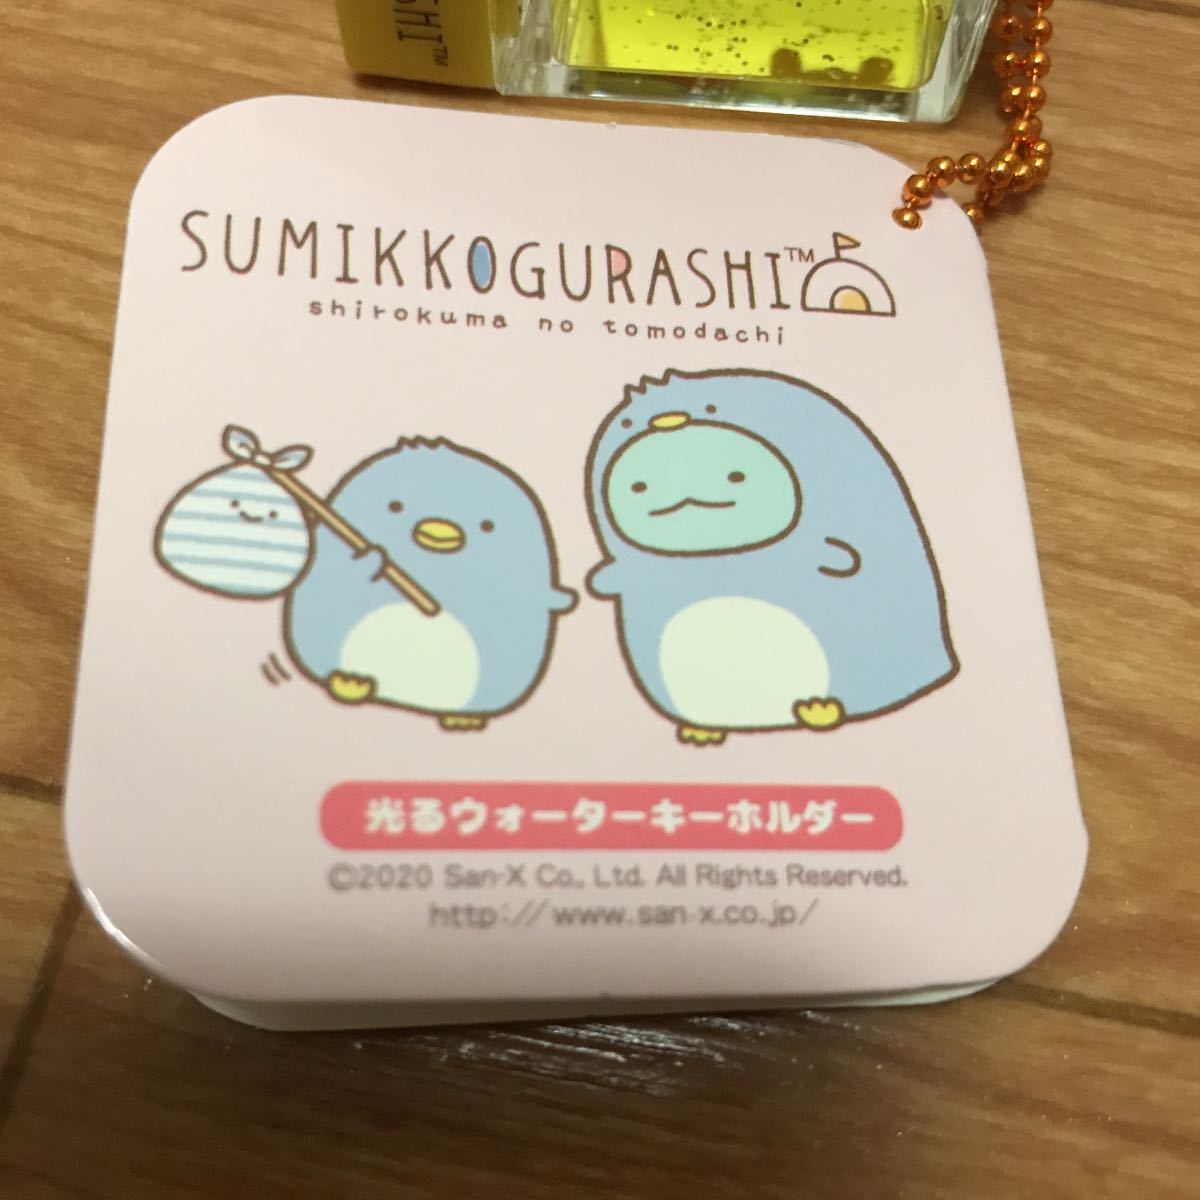 SHI™
SUMIKKOGURASHI™
shirokuma no tomodachi
光るウォーターキーホルダー
©2020 San-X Co., Ltd. All Rights Reserved.
http://www.san-x.co.jp/